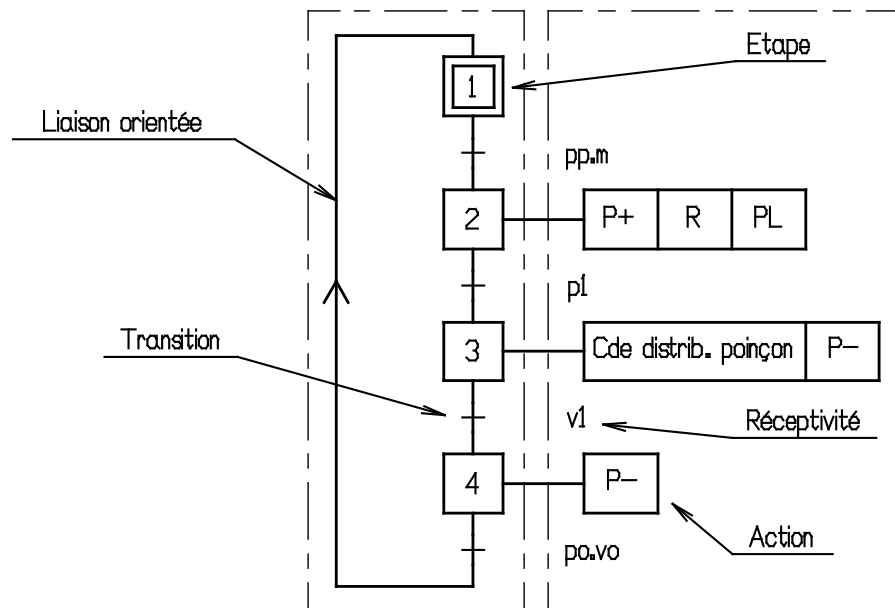 Etape
1
Liaison orientée
pp.m
2
P+ R PL
p1
Transition
3
Cde distrib. poinçon P-
v1
Réceptivité
4
P-
Action
po.vo